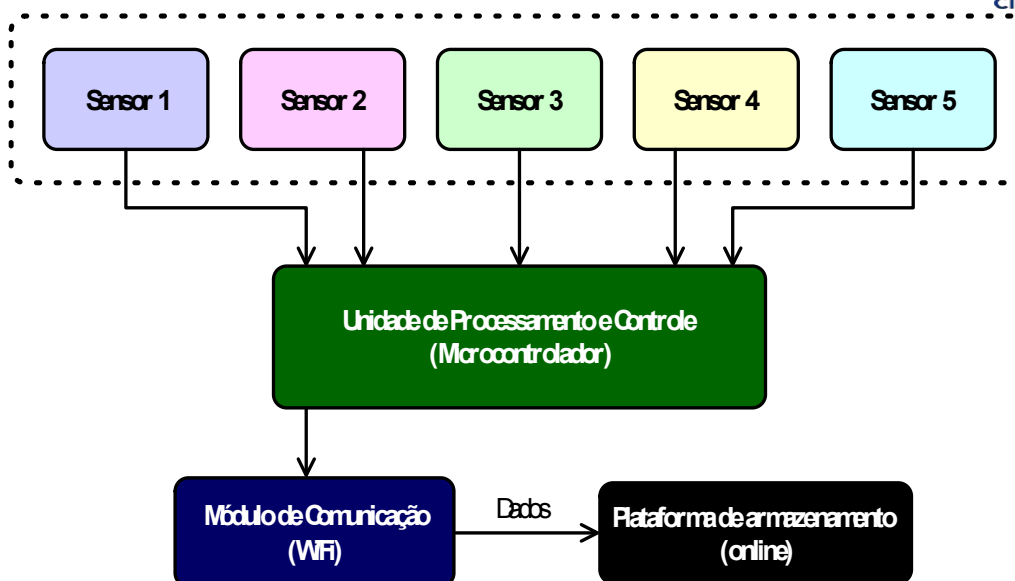 Sensor 1
Sensor 2
Sensor 3
Sensor 4
Sensor 5
Unidade de Processamento e Controle
(Microcontrolador)
Módulo de Comunicação
(WiFi)
Dados
Plataforma de armazenamento
(online)